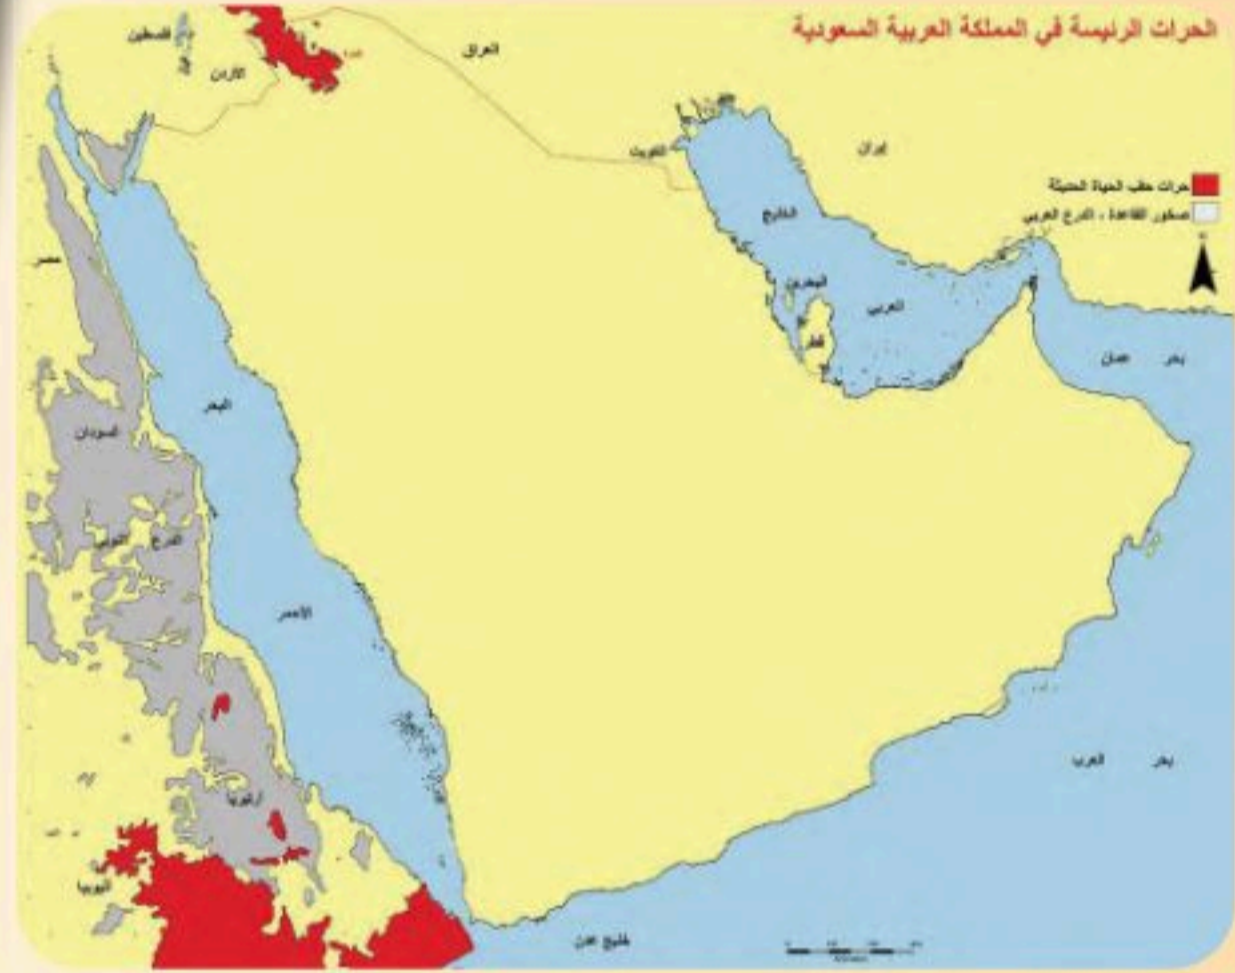 الحرات الرئيسة في المملكة العربية السعودية
فلسطين
العراق
الأردن
الكويت
إيران
حرات حقب الحياة الحديثة
صخور القاعدة ، الدرع العربي
الخليج
مصر
البحرين
العربي
قطر
بحر عمان
البحر
السودان
الدرع النوبي
الأحمر
بحر العرب
أرتيريا
إثيوبيا
خليج عدن